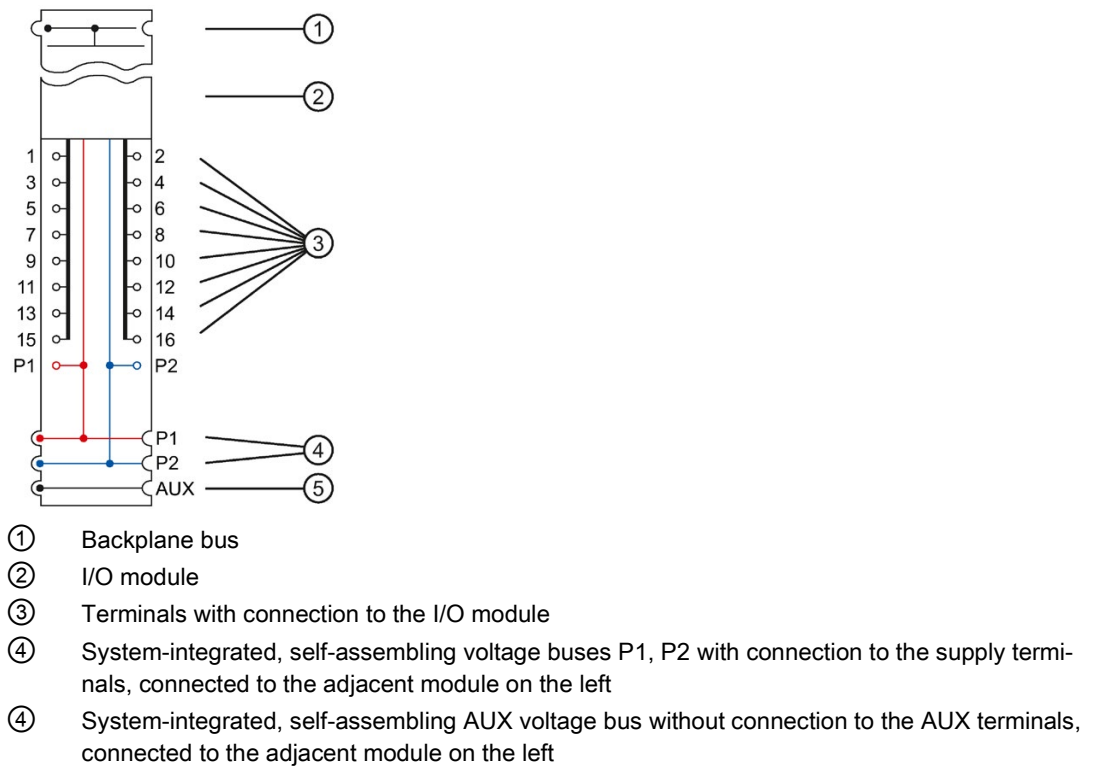 ①
②
1 2
3 4
5 6
7 8
③
9 10
11 12
13 14
15 16
P1 P2
P1
④
P2
AUX ⑤
① Backplane bus
② I/O module
③ Terminals with connection to the I/O module
④ System-integrated, self-assembling voltage buses P1, P2 with connection to the supply termi-
nals, connected to the adjacent module on the left
④ System-integrated, self-assembling AUX voltage bus without connection to the AUX terminals,
connected to the adjacent module on the left